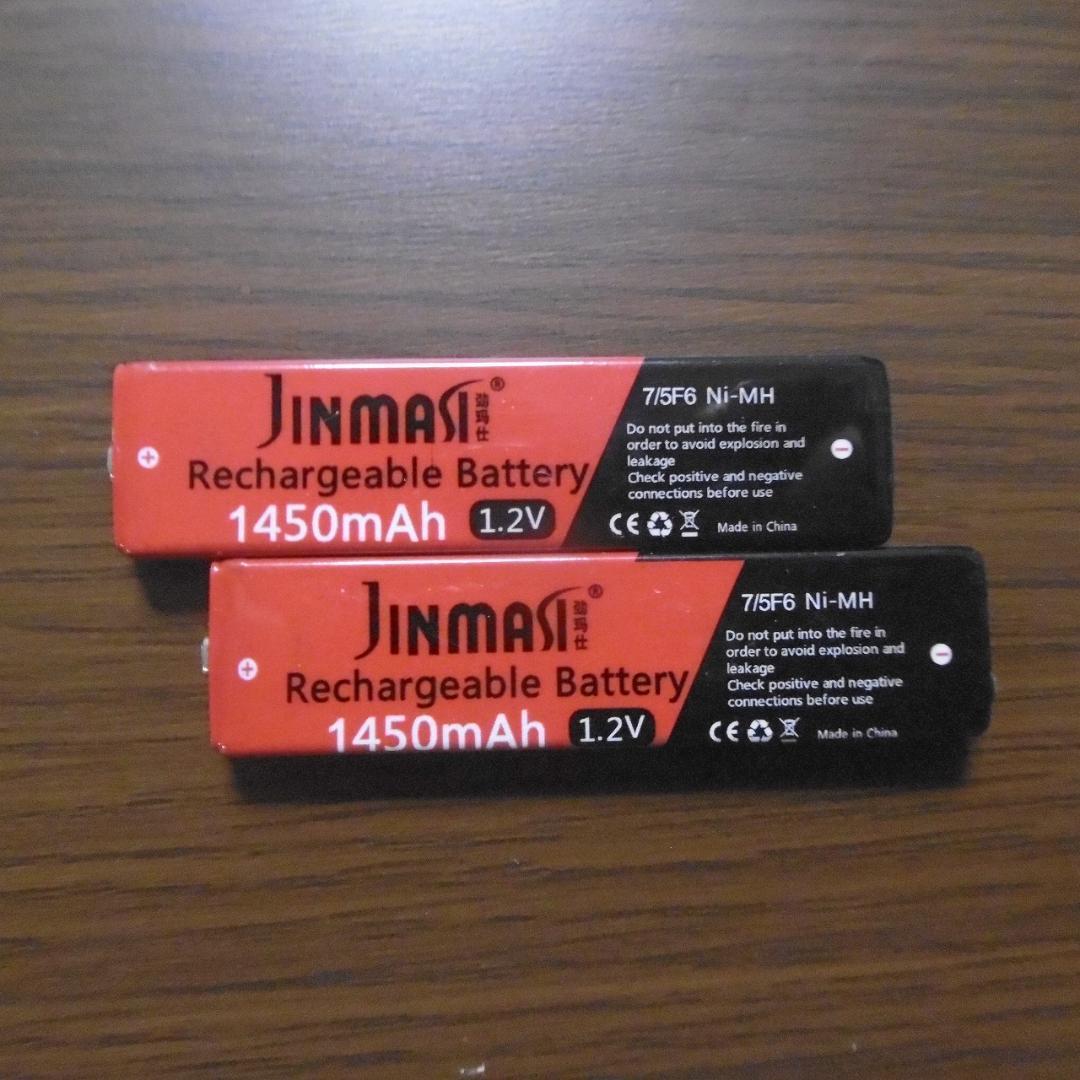 JINMASI®
劲玛仕
Rechargeable Battery
1450mAh 1.2V
7/5F6 Ni-MH
Do not put into the fire in
order to avoid explosion and
leakage
Check positive and negative
connections before use
CE Made in China
JINMASI®
劲玛仕
Rechargeable Battery
1450mAh 1.2V
7/5F6 Ni-MH
Do not put into the fire in
order to avoid explosion and
leakage
Check positive and negative
connections before use
CE Made in China